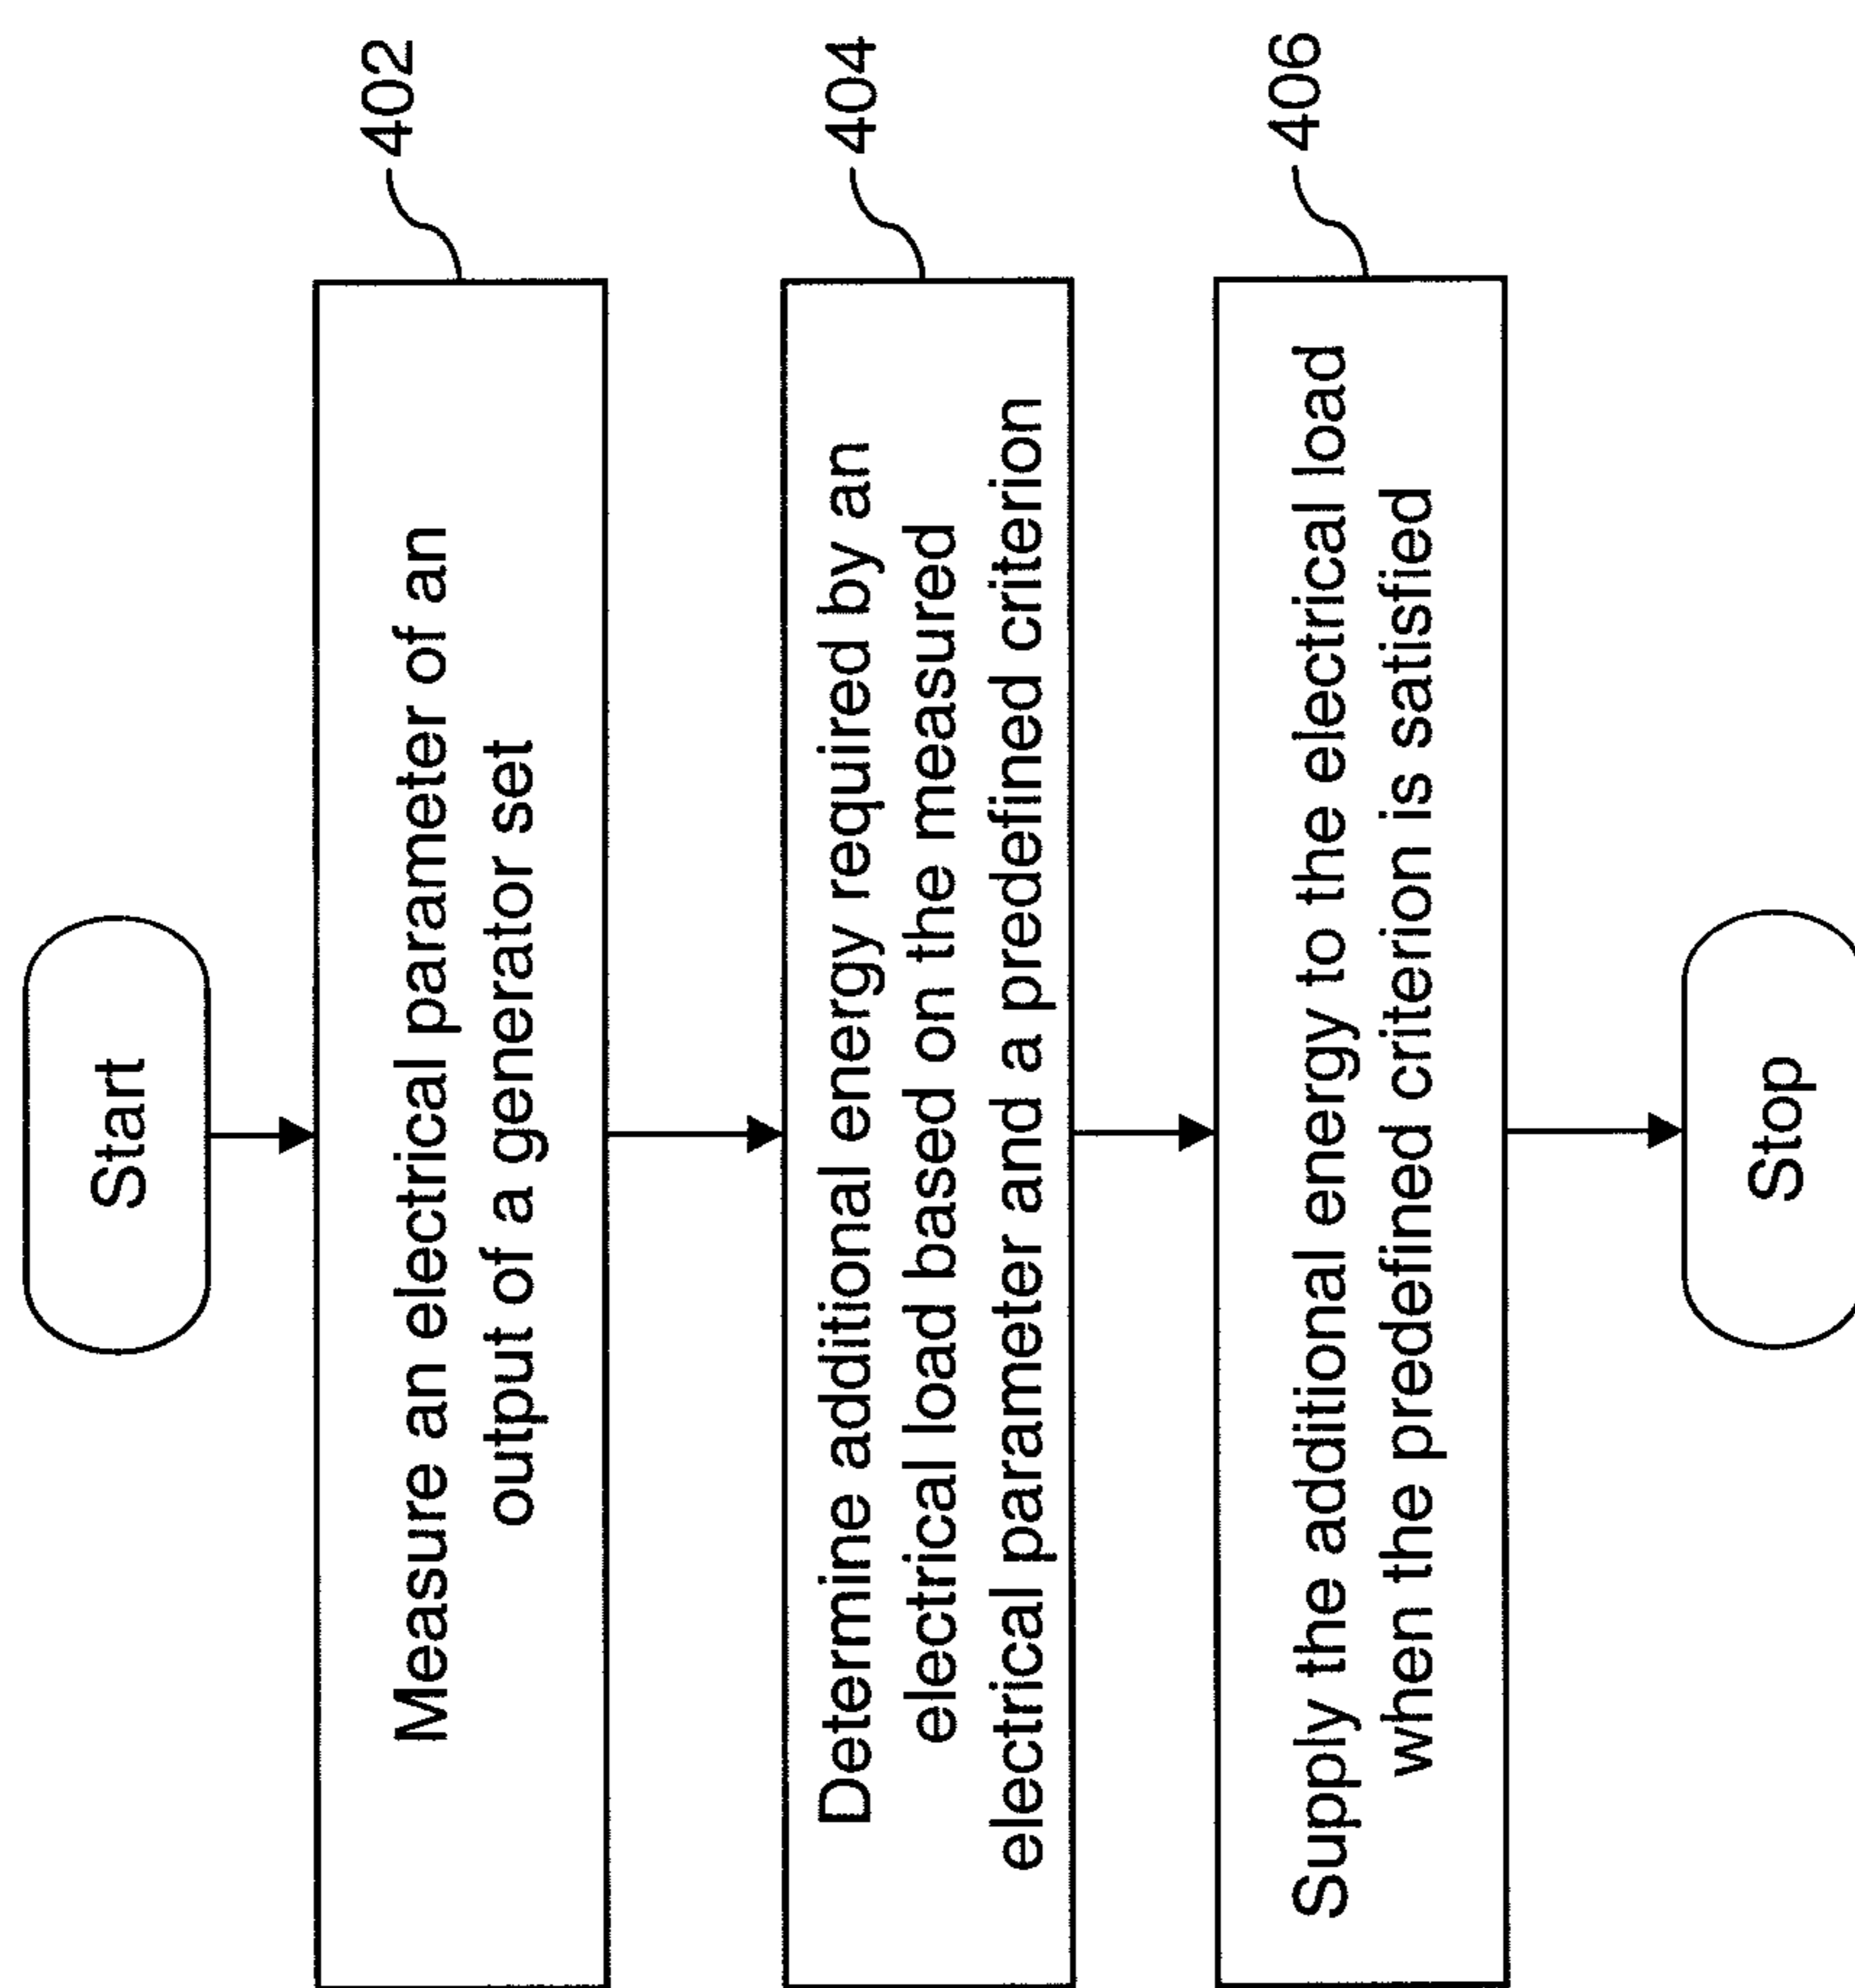 Start
402
Measure an electrical parameter of an
output of a generator set
404
Determine additional energy required by an
electrical load based on the measured
electrical parameter and a predefined criterion
406
Supply the additional energy to the electrical load
when the predefined criterion is satisfied
Stop